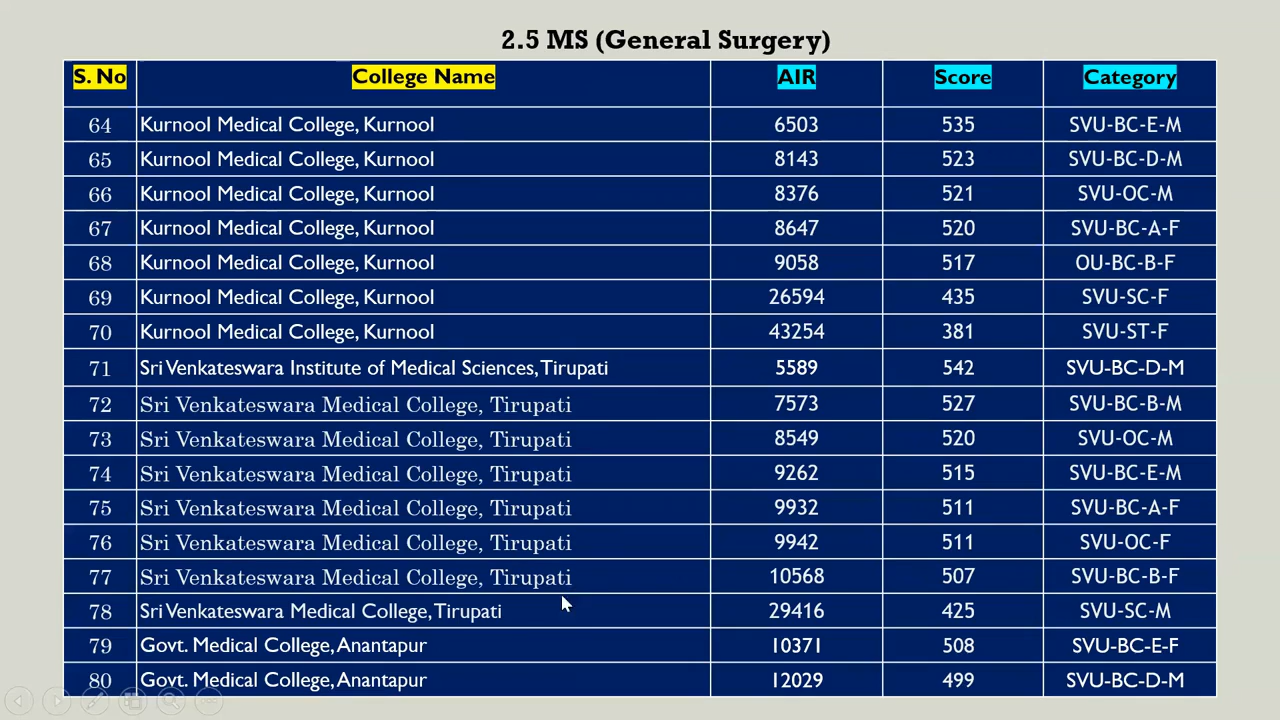 2.5 MS (General Surgery)
S. No College Name AIR Score Category
64 Kurnool Medical College, Kurnool 6503 535 SVU-BC-E-M
65 Kurnool Medical College, Kurnool 8143 523 SVU-BC-D-M
66 Kurnool Medical College, Kurnool 8376 521 SVU-OC-M
67 Kurnool Medical College, Kurnool 8647 520 SVU-BC-A-F
68 Kurnool Medical College, Kurnool 9058 517 OU-BC-B-F
69 Kurnool Medical College, Kurnool 26594 435 SVU-SC-F
70 Kurnool Medical College, Kurnool 43254 381 SVU-ST-F
71 Sri Venkateswara Institute of Medical Sciences, Tirupati 5589 542 SVU-BC-D-M
72 Sri Venkateswara Medical College, Tirupati 7573 527 SVU-BC-B-M
73 Sri Venkateswara Medical College, Tirupati 8549 520 SVU-OC-M
74 Sri Venkateswara Medical College, Tirupati 9262 515 SVU-BC-E-M
75 Sri Venkateswara Medical College, Tirupati 9932 511 SVU-BC-A-F
76 Sri Venkateswara Medical College, Tirupati 9942 511 SVU-OC-F
77 Sri Venkateswara Medical College, Tirupati 10568 507 SVU-BC-B-F
78 Sri Venkateswara Medical College, Tirupati 29416 425 SVU-SC-M
79 Govt. Medical College, Anantapur 10371 508 SVU-BC-E-F
80 Govt. Medical College, Anantapur 12029 499 SVU-BC-D-M